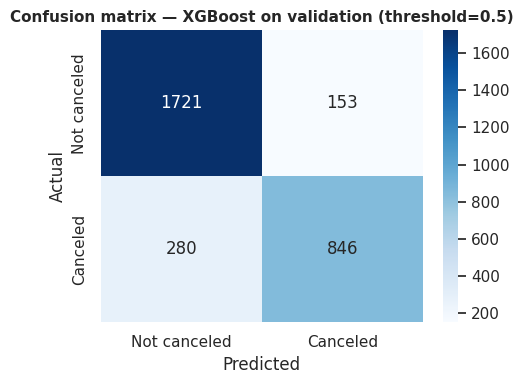 Confusion matrix — XGBoost on validation (threshold=0.5)
Actual
Not canceled
Canceled
1721
153
280
846
Not canceled
Canceled
Predicted
1600
1400
1200
1000
800
600
400
200